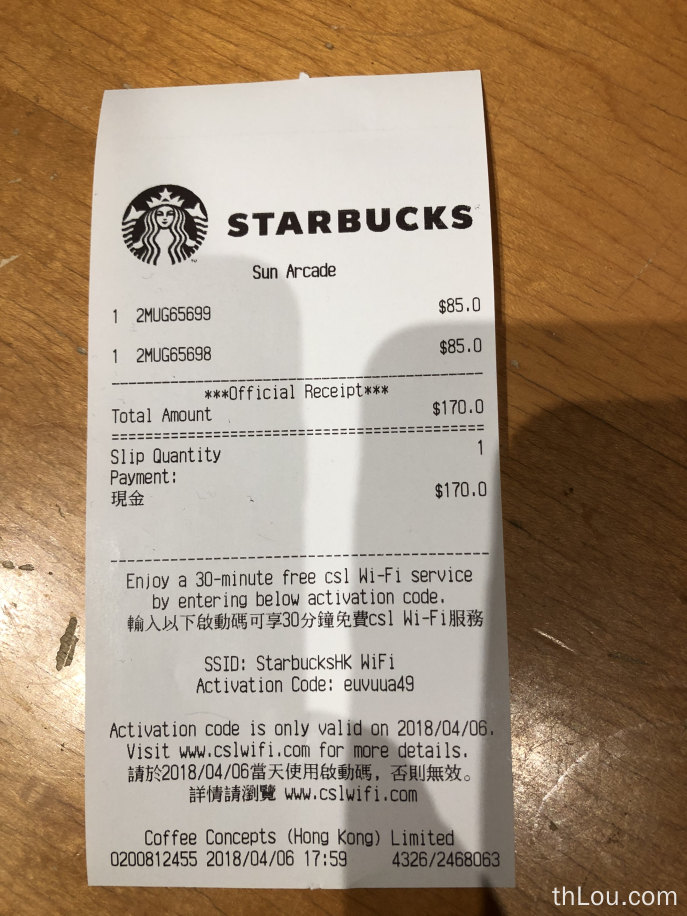 STARBUCKS
Sun Arcade
1 2MUG65699 $85.0
1 2MUG65698 $85.0
***Official Receipt***
Total Amount $170.0
Slip Quantity 1
Payment:
現金 $170.0
Enjoy a 30-minute free csl Wi-Fi service
by entering below activation code.
輸入以下啟動碼可享30分鐘免費csl Wi-Fi服務
SSID: StarbucksHK WiFi
Activation Code: euvuua49
Activation code is only valid on 2018/04/06.
Visit www.cslwifi.com for more details.
請於2018/04/06當天使用啟動碼, 否則無效。
詳情請瀏覽 www.cslwifi.com
Coffee Concepts (Hong Kong) Limited
0200812455 2018/04/06 17:59 4326/2468063
thLou.com